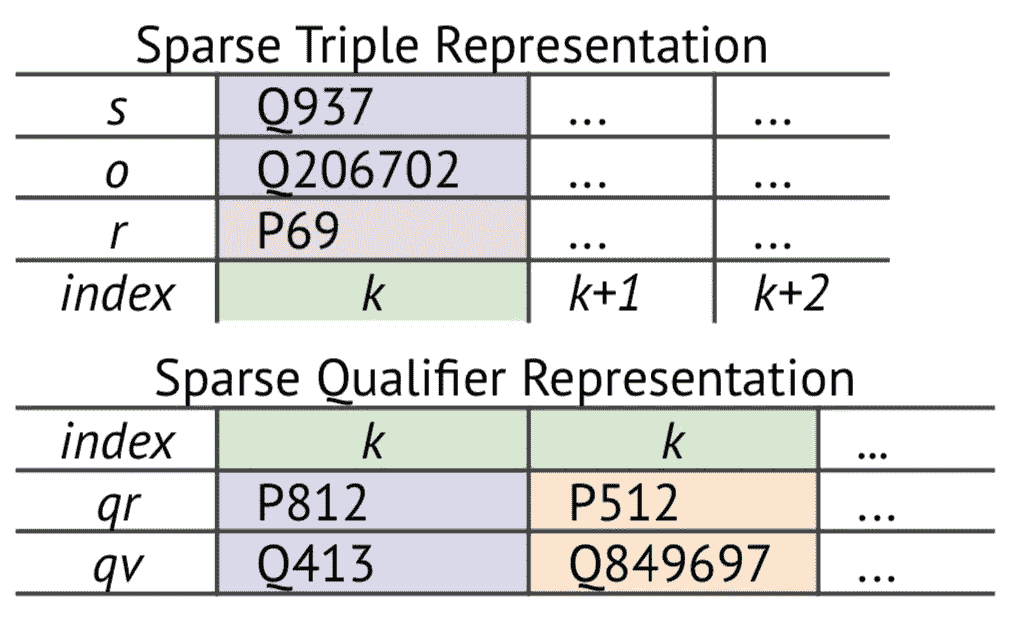 Sparse Triple Representation
s Q937 ... ...
o Q206702 ... ...
r P69 ... ...
index k k+1 k+2
Sparse Qualifier Representation
index k k ...
qr P812 P512 ...
qv Q413 Q849697 ...